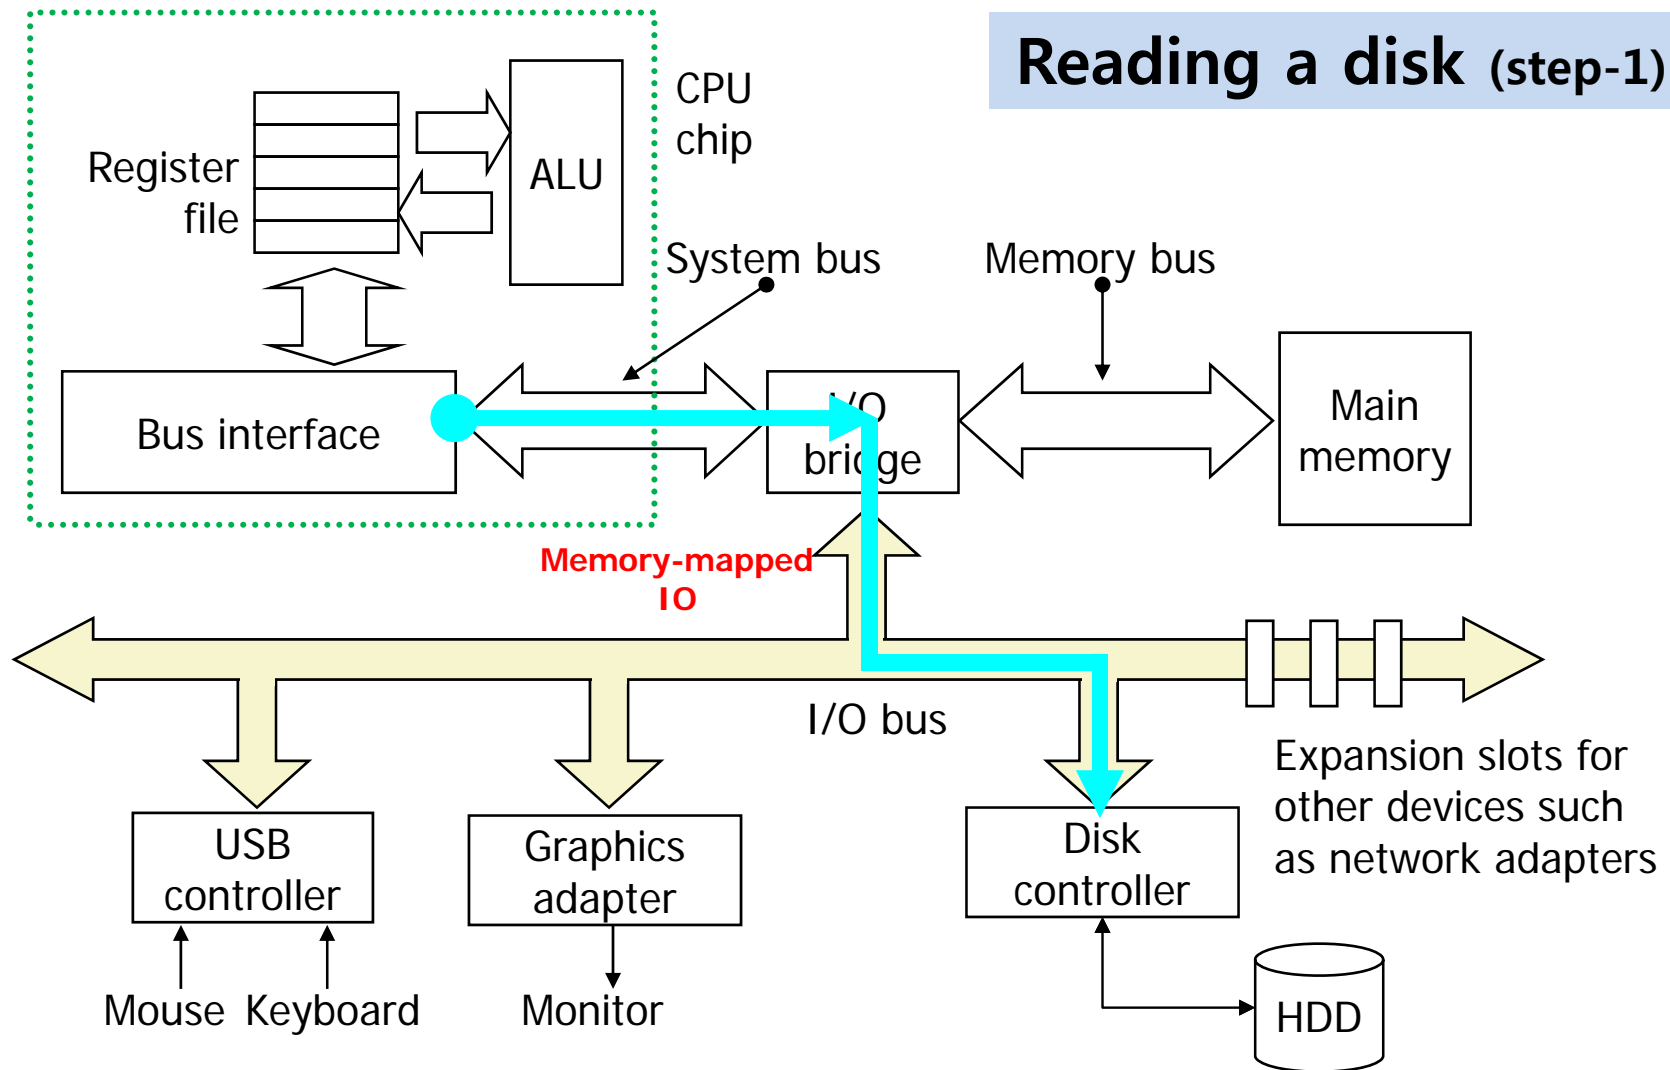 Reading a disk (step-1)
CPU
chip
Register
file
ALU
System bus
Memory bus
Bus interface
I/O
bridge
Main
memory
Memory-mapped
IO
I/O bus
Expansion slots for
other devices such
as network adapters
USB
controller
Graphics
adapter
Disk
controller
Mouse
Keyboard
Monitor
HDD